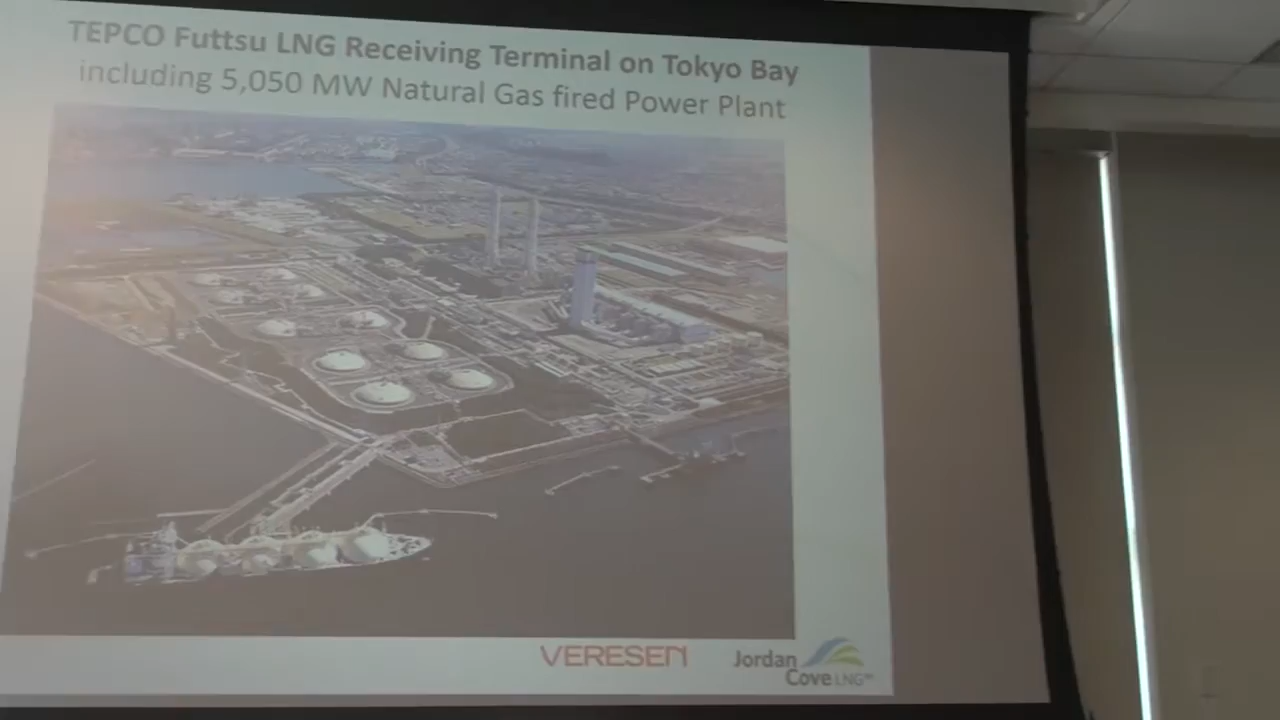 TEPCO Futtsu LNG Receiving Terminal on Tokyo Bay
including 5,050 MW Natural Gas fired Power Plant
VERESEN
Jordan
Cove LNG™